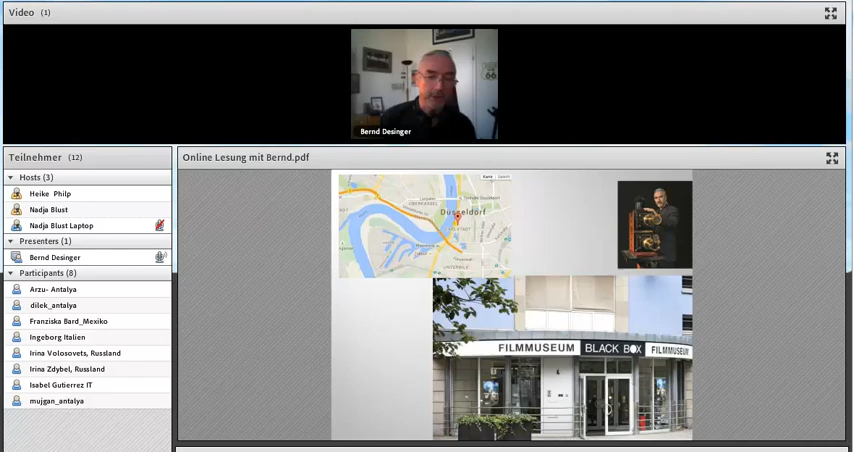 Video (1)
Bernd Desinger
Teilnehmer (12)
Hosts (3)
Heike Philp
Nadja Blust
Nadja Blust Laptop
Presenters (1)
Bernd Desinger
Participants (8)
Arzu- Antalya
dilek_antalya
Franziska Bard_Mexiko
Ingeborg Italien
Irina Volosovets, Russland
Irina Zdybel, Russland
Isabel Gutierrez IT
mujgan_antalya
Online Lesung mit Bernd.pdf
Karte
Düsseldorf
FILMMUSEUM
BLACK BOX
FILMMUSEUM